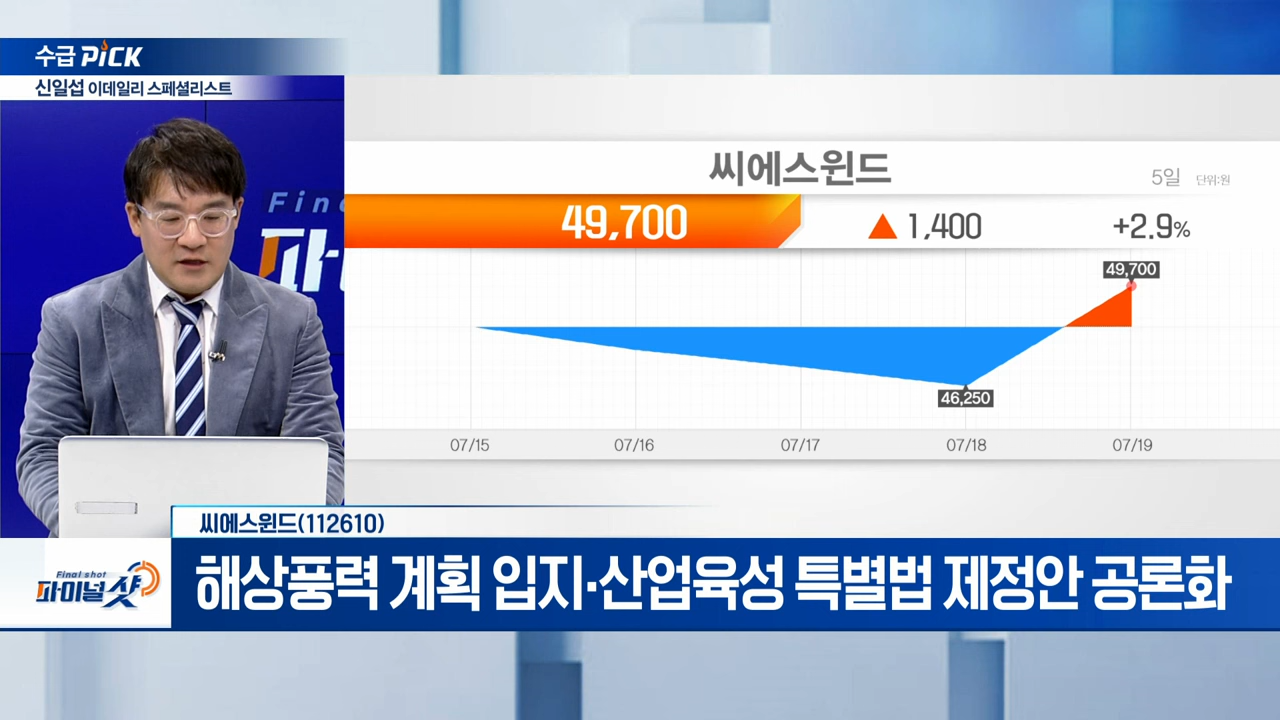 수급 PiCK
신일섭 이데일리 스페셜리스트
씨에스윈드
5일 단위:원
49,700
▲ 1,400
+2.9%
49,700
46,250
07/15 07/16 07/17 07/18 07/19
씨에스윈드(112610)
Final shot
파이널샷
해상풍력 계획 입지·산업육성 특별법 제정안 공론화